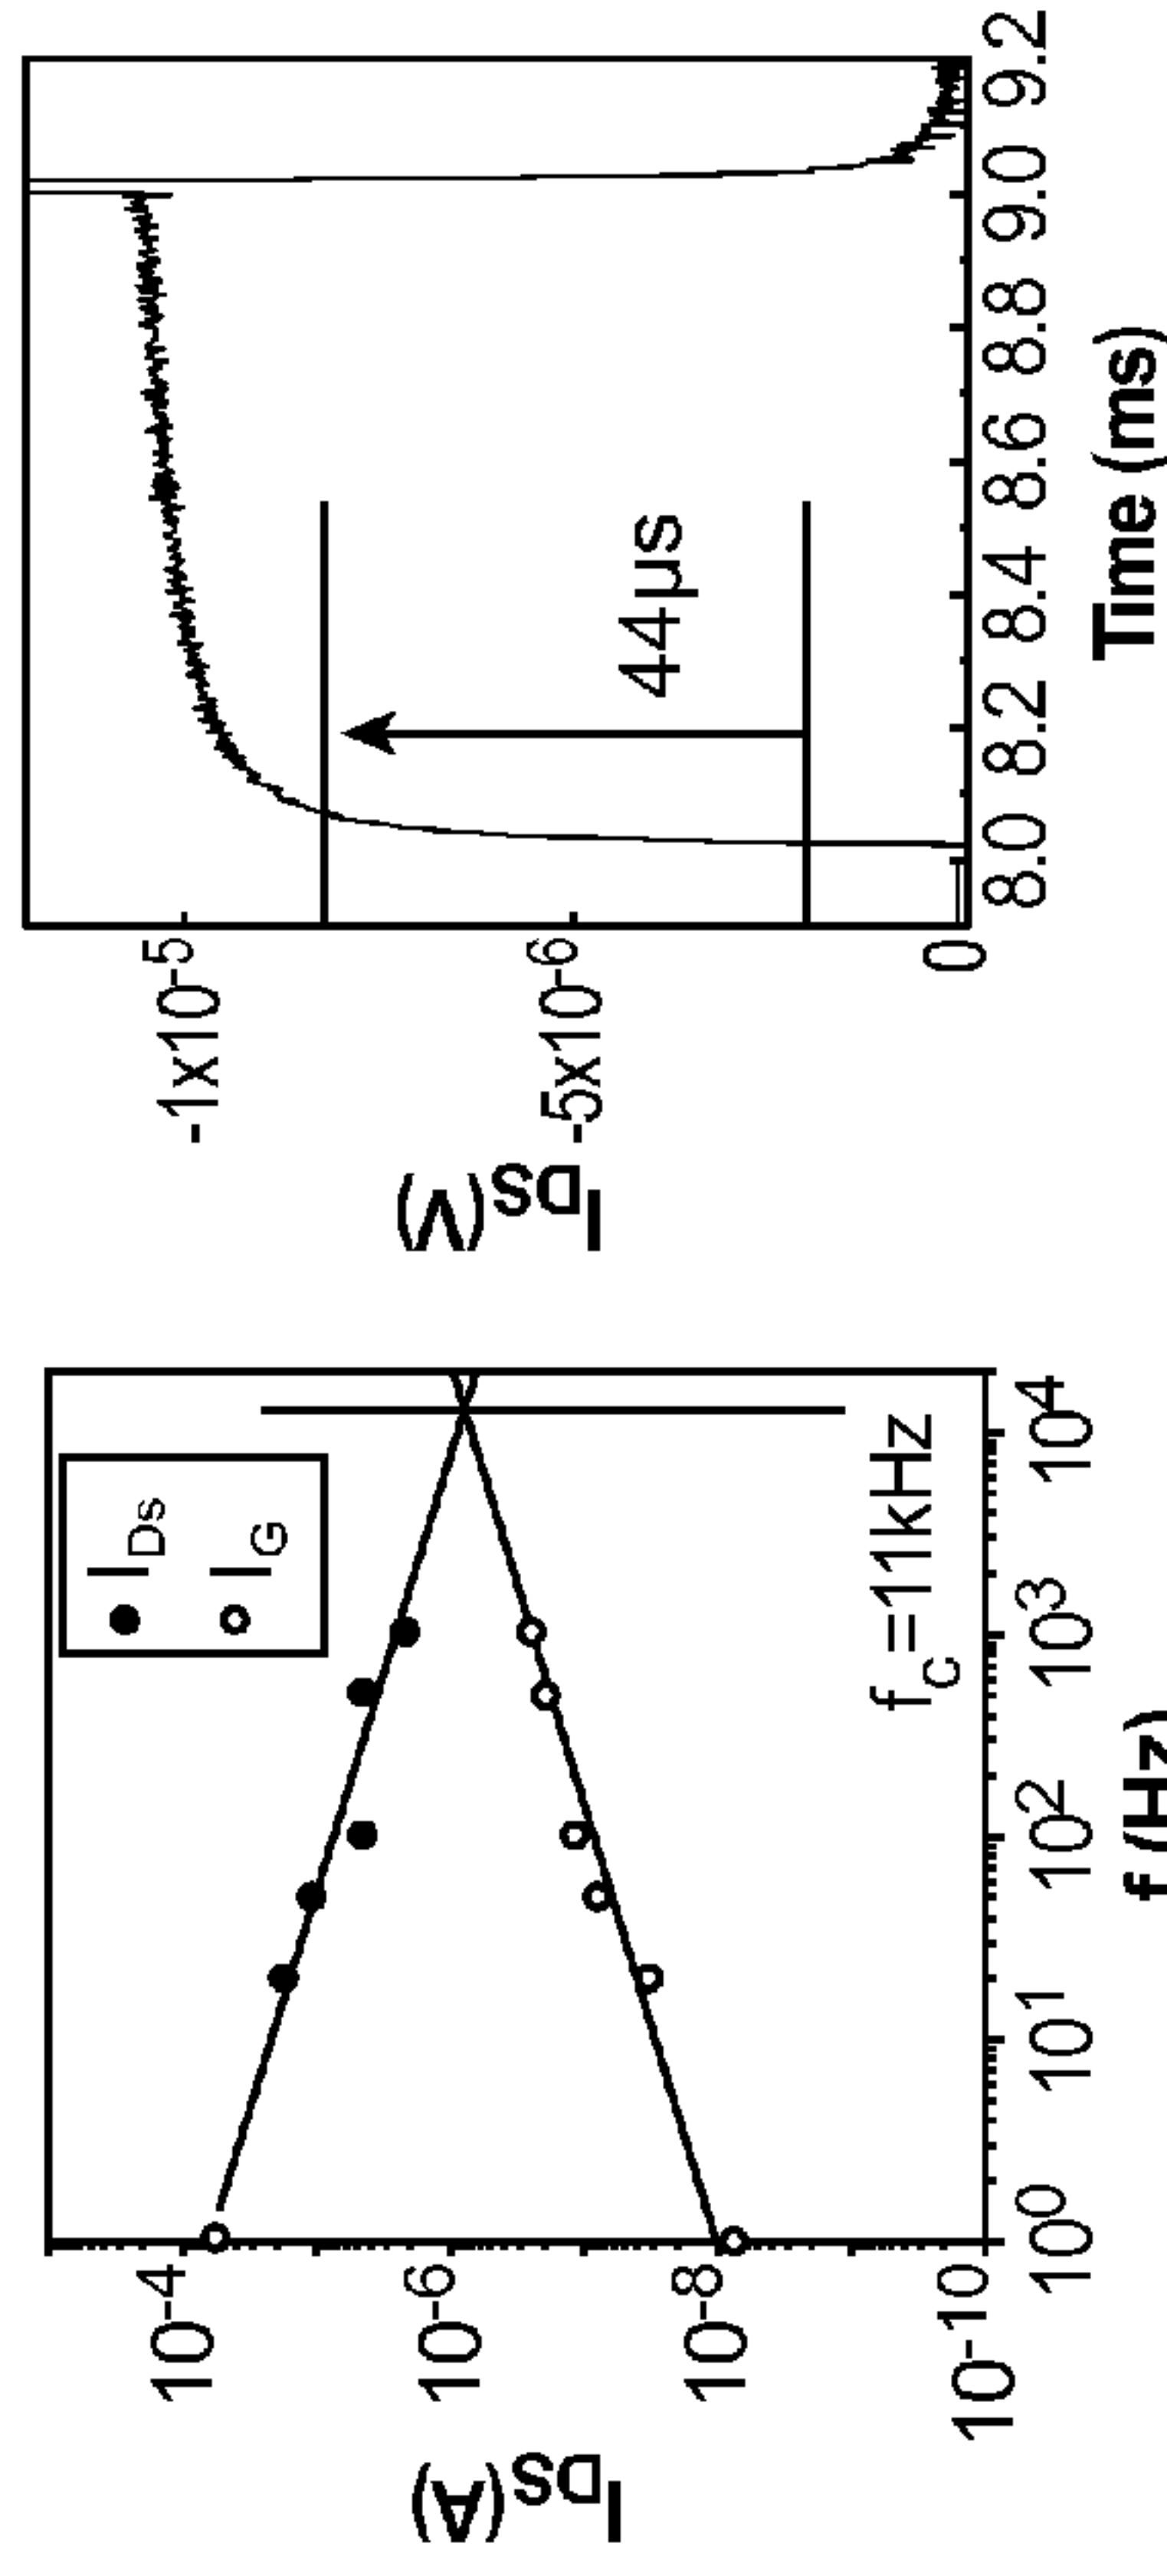 I_DS(A)
10^-4
10^-6
10^-8
10^-10
I_Ds
I_G
f_C=11kHz
10^0 10^1 10^2 10^3 10^4
f (Hz)
I_DS(V)
-1x10^-5
-5x10^-6
0
44µs
8.0 8.2 8.4 8.6 8.8 9.0 9.2
Time (ms)